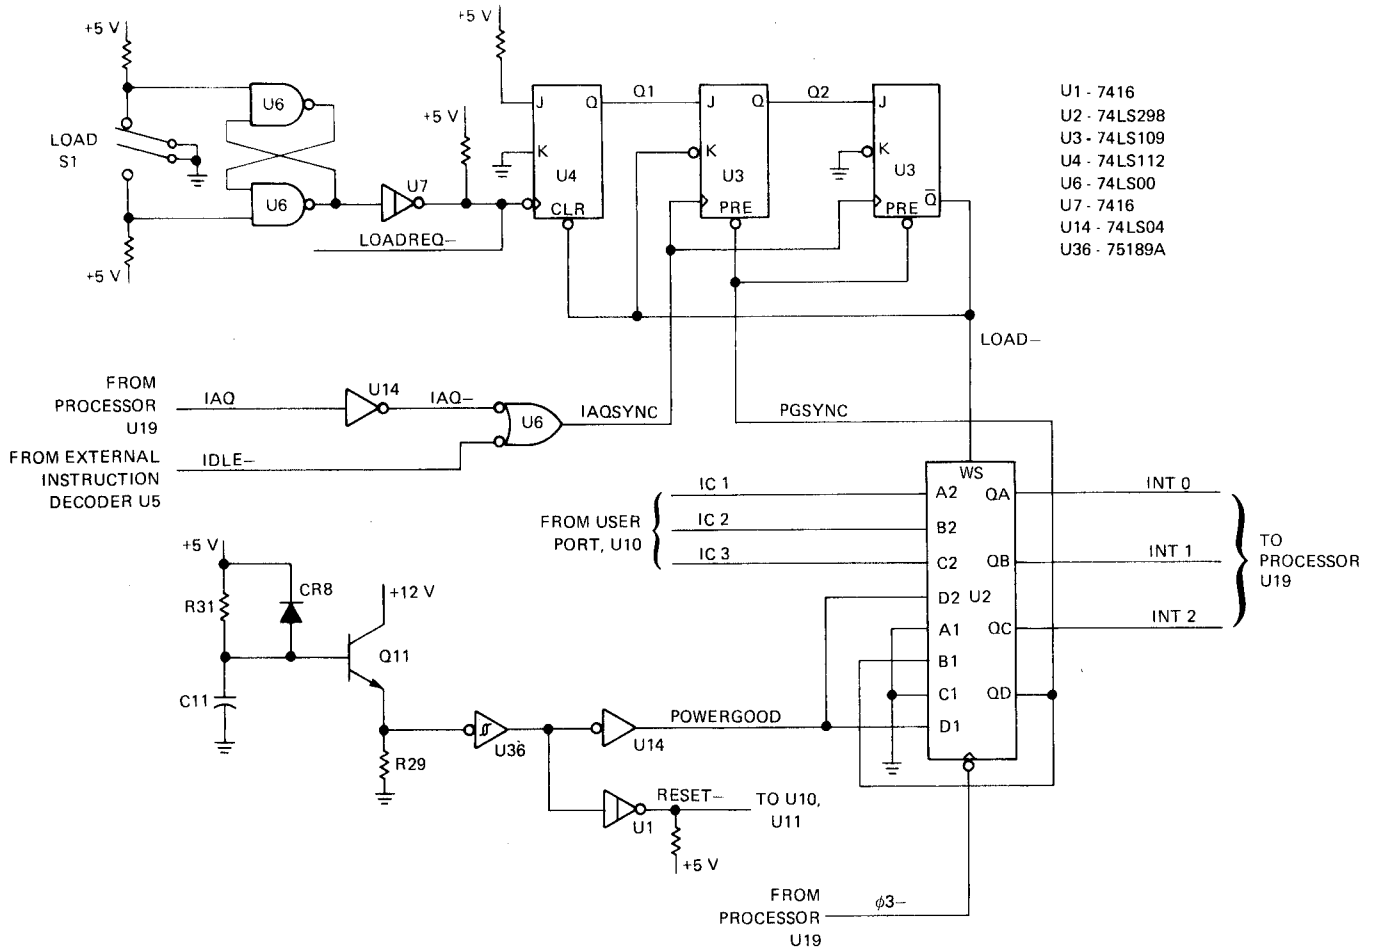 +5 V
+5 V
LOAD
S1
+5 V
U6
U6
U7
+5 V
LOADREQ–
J
Q
K
U4
CLR
Q1
J
Q
K
U3
PRE
Q2
J
K
U3
PRE
Q̅
U1 - 7416
U2 - 74LS298
U3 - 74LS109
U4 - 74LS112
U6 - 74LS00
U7 - 7416
U14 - 74LS04
U36 - 75189A
LOAD–
FROM
PROCESSOR
U19
IAQ
U14
IAQ–
U6
IAQSYNC
PGSYNC
FROM EXTERNAL
INSTRUCTION
DECODER U5
IDLE–
FROM USER
PORT, U10
IC 1
IC 2
IC 3
WS
A2
QA
B2
C2
QB
D2
U2
A1
QC
B1
C1
QD
D1
INT 0
INT 1
INT 2
TO
PROCESSOR
U19
+5 V
R31
CR8
+12 V
Q11
C11
R29
U36
U14
POWERGOOD
U1
RESET–
TO U10,
U11
+5 V
FROM
PROCESSOR
U19
ϕ3–